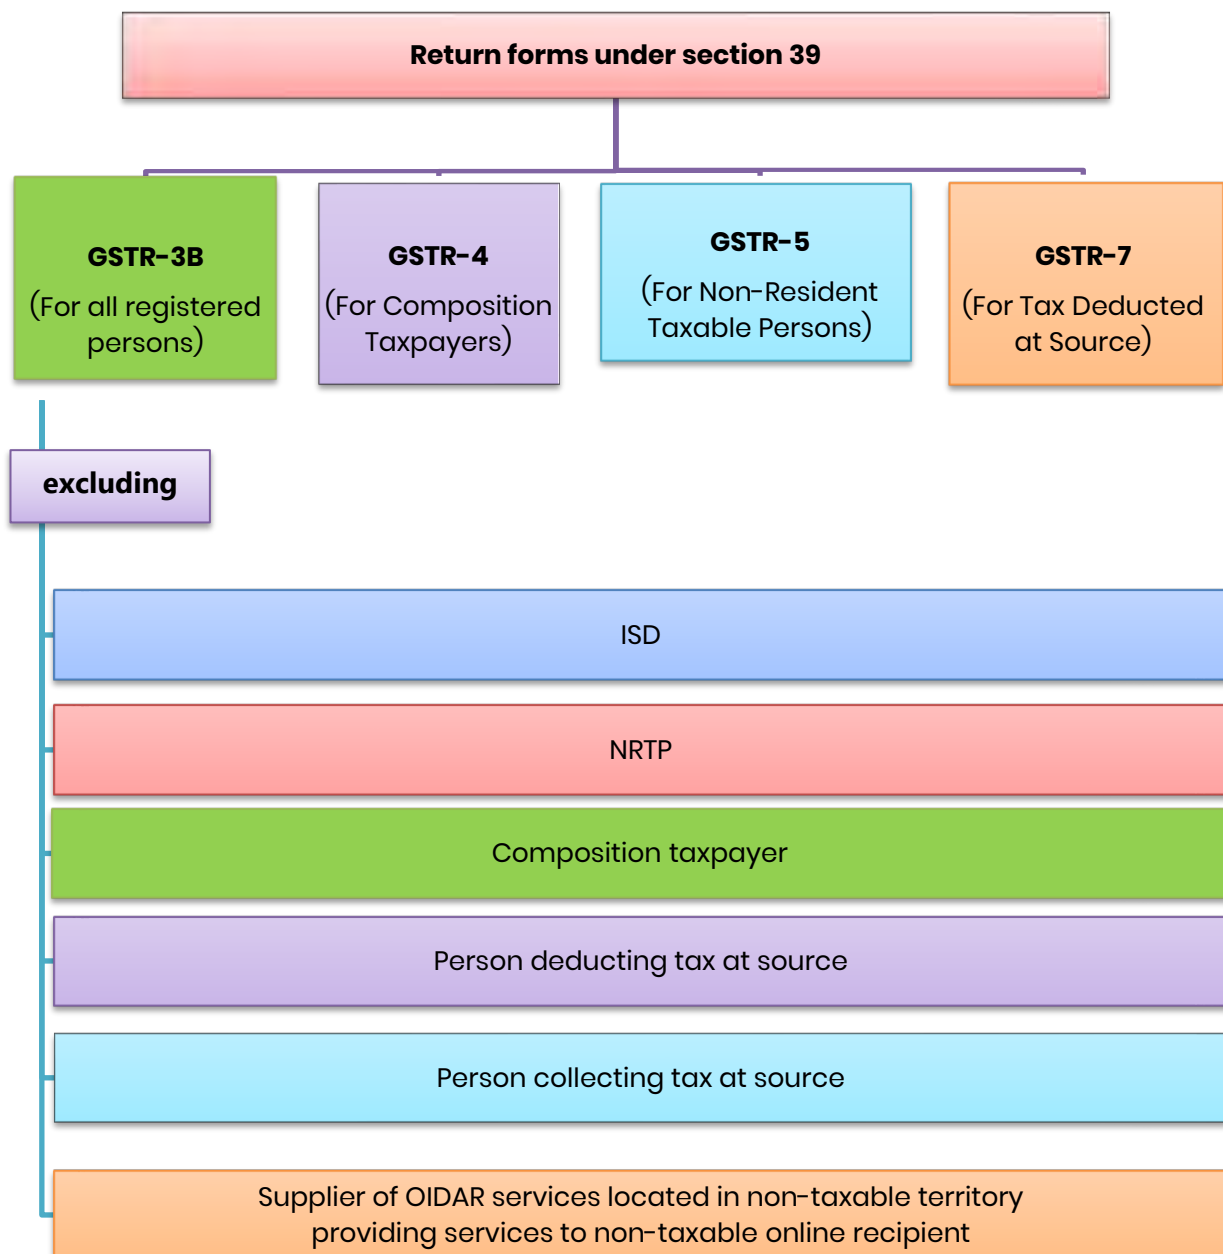 Return forms under section 39
GSTR-3B
(For all registered
persons)
GSTR-4
(For Composition
Taxpayers)
GSTR-5
(For Non-Resident
Taxable Persons)
GSTR-7
(For Tax Deducted
at Source)
excluding
ISD
NRTP
Composition taxpayer
Person deducting tax at source
Person collecting tax at source
Supplier of OIDAR services located in non-taxable territory
providing services to non-taxable online recipient